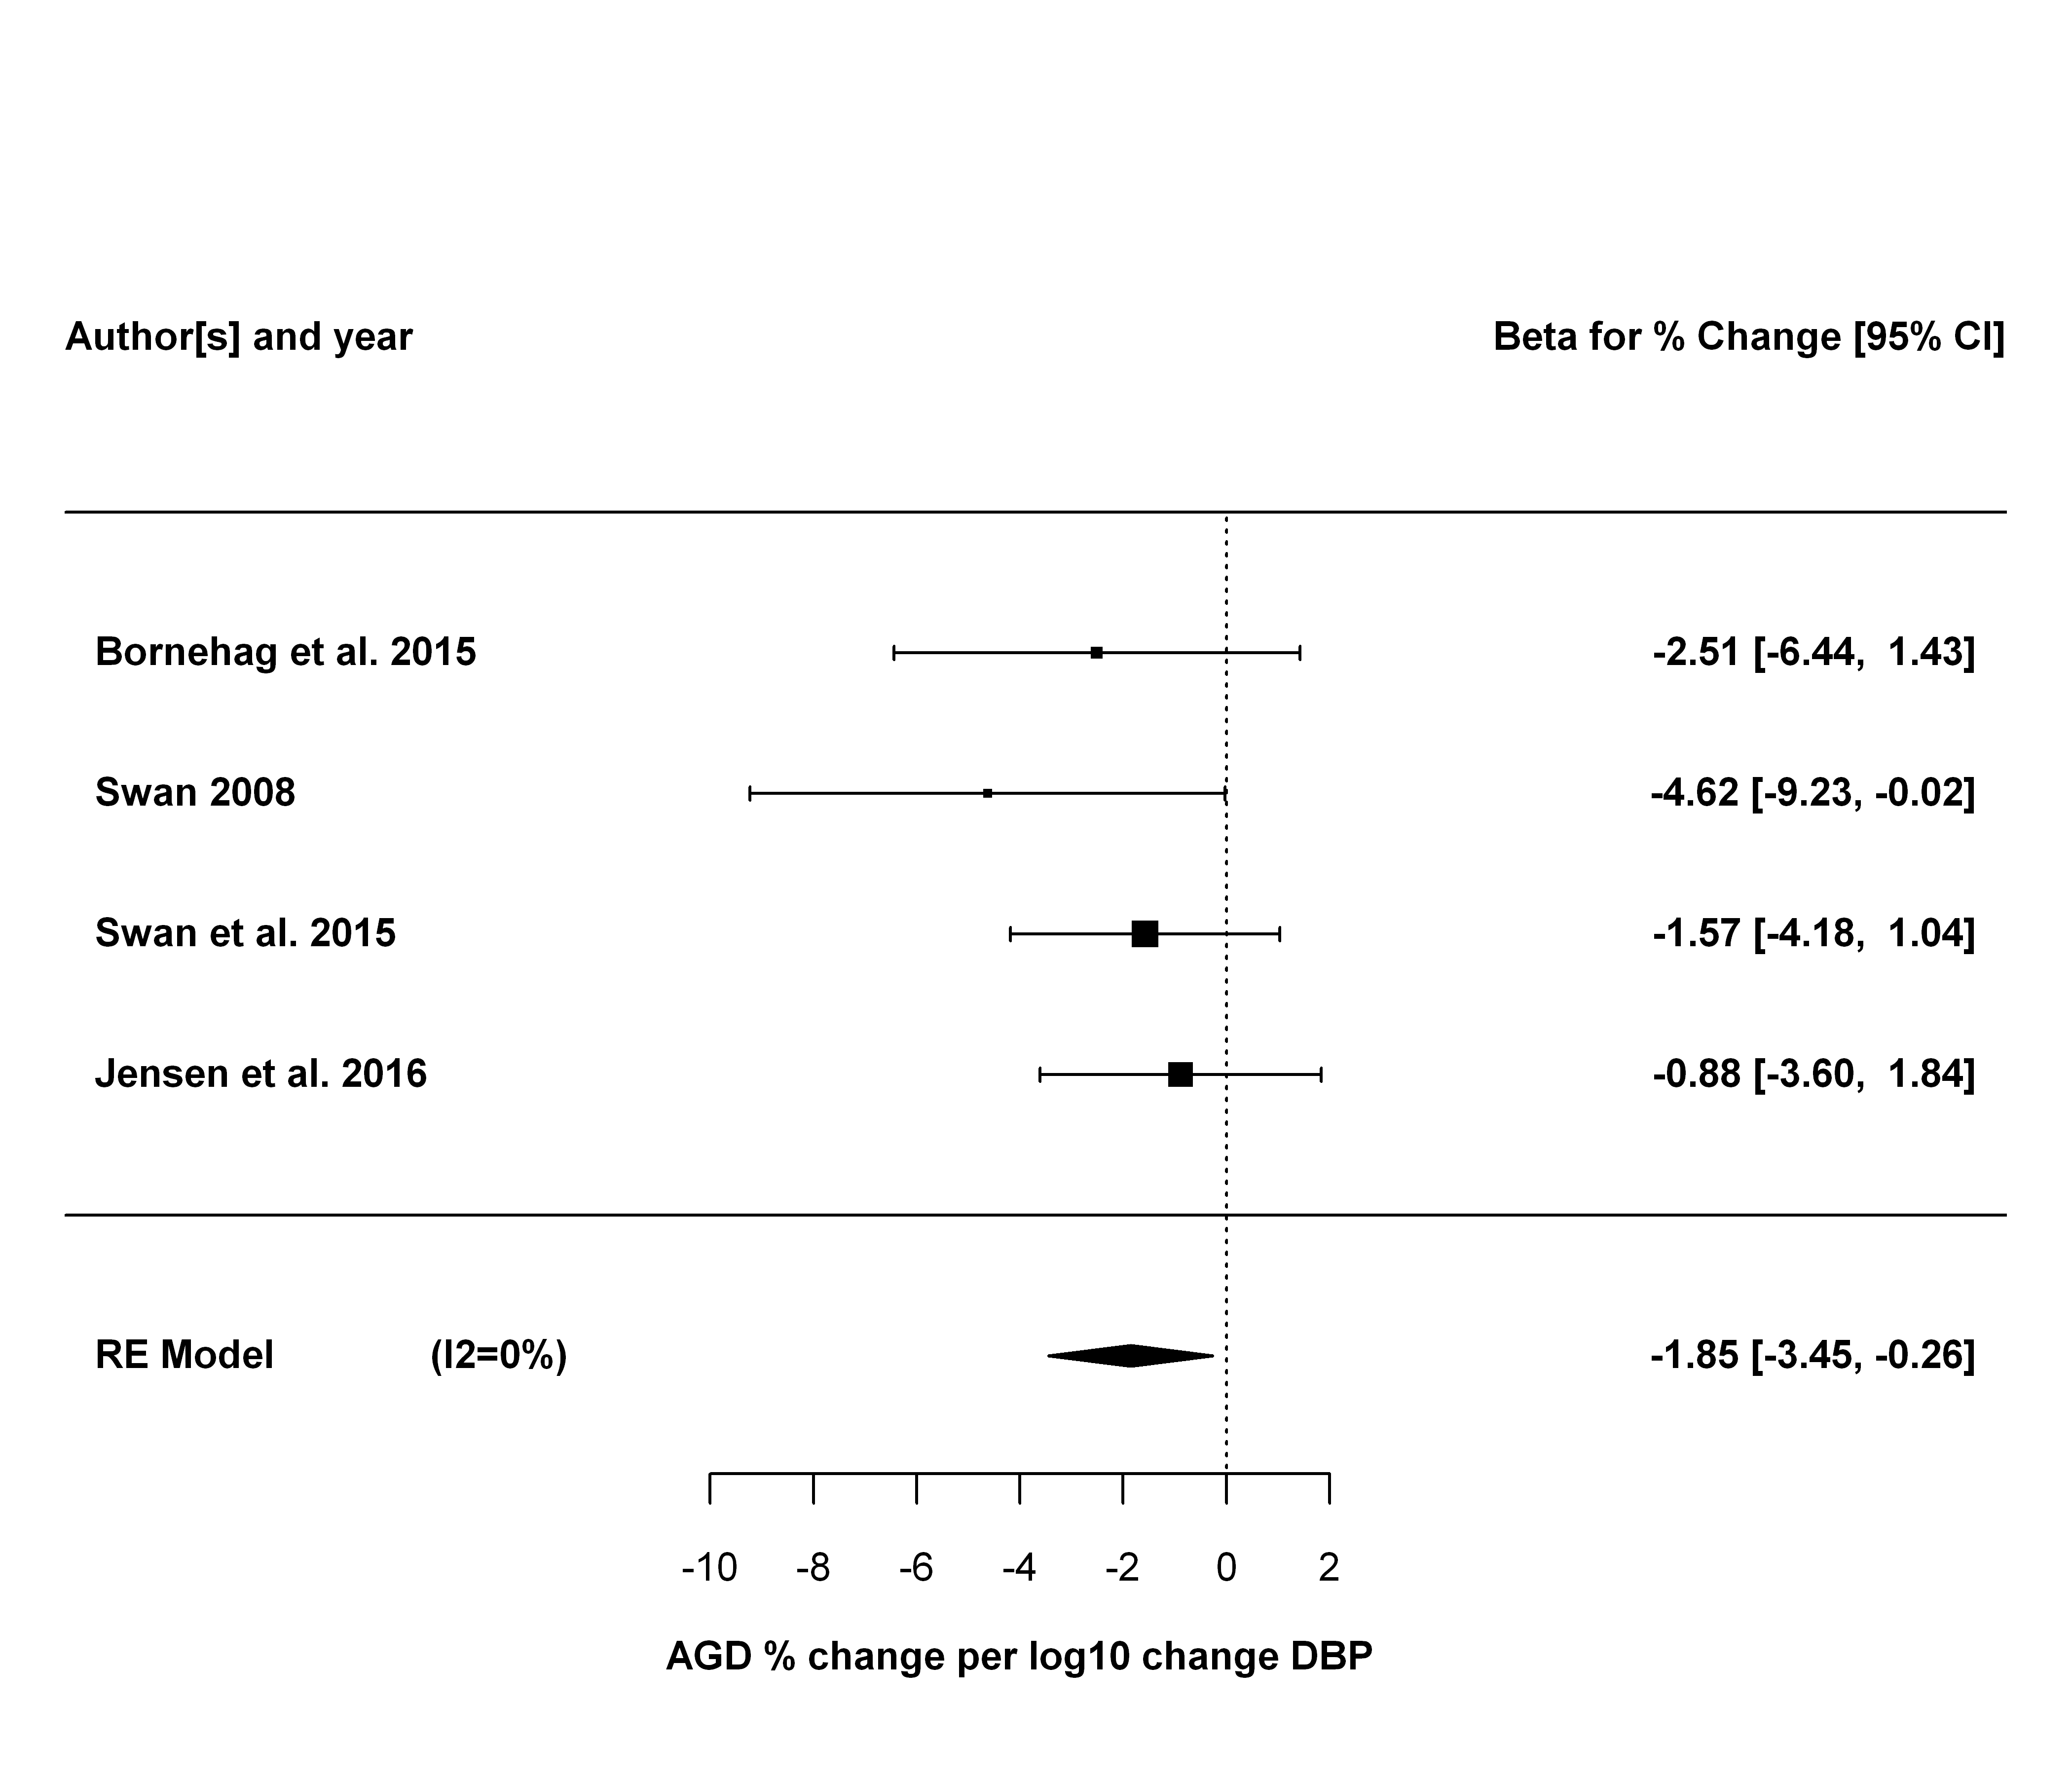 Author[s] and year Beta for % Change [95% CI]
Bornehag et al. 2015 -2.51 [-6.44, 1.43]
Swan 2008 -4.62 [-9.23, -0.02]
Swan et al. 2015 -1.57 [-4.18, 1.04]
Jensen et al. 2016 -0.88 [-3.60, 1.84]
RE Model (I2=0%) -1.85 [-3.45, -0.26]
-10 -8 -6 -4 -2 0 2
AGD % change per log10 change DBP